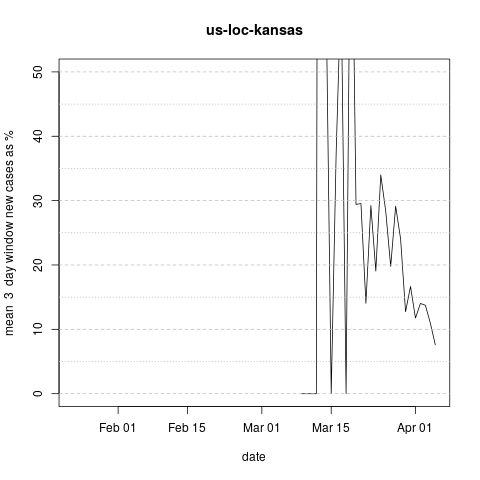 us-loc-kansas
mean  3  day window new cases as %
50
40
30
20
10
0
Feb 01
Feb 15
Mar 01
Mar 15
Apr 01
date